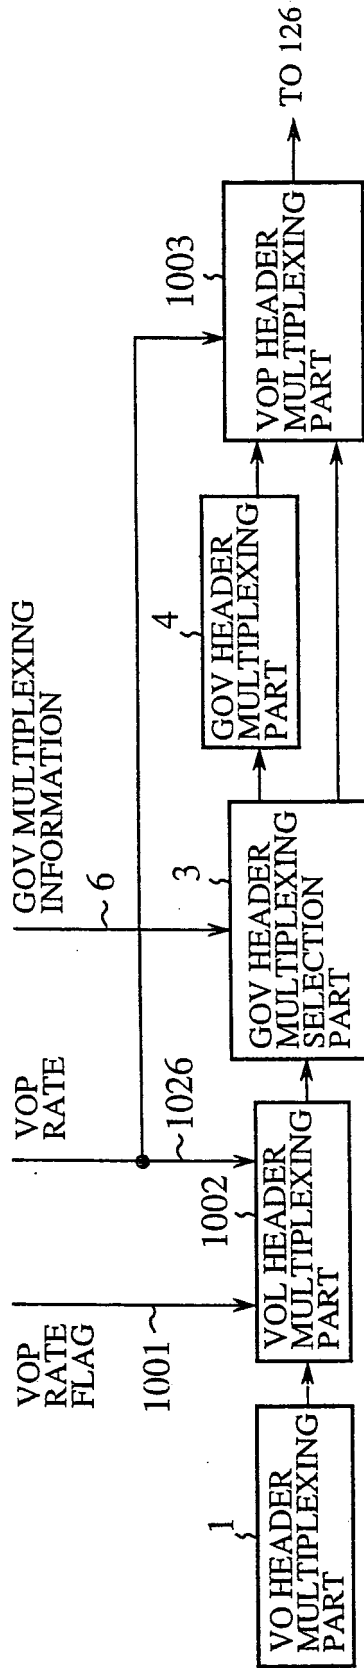 VOP
RATE
FLAG
1001
VOP
RATE
1026
GOV MULTIPLEXING
INFORMATION
6
1
VO HEADER
MULTIPLEXING
PART
1002
VOL HEADER
MULTIPLEXING
PART
3
GOV HEADER
MULTIPLEXING
SELECTION
PART
4
GOV HEADER
MULTIPLEXING
PART
1003
VOP HEADER
MULTIPLEXING
PART
TO 126